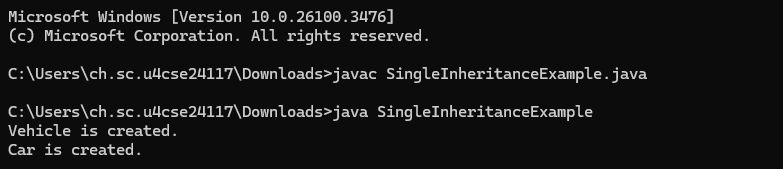 Microsoft Windows [Version 10.0.26100.3476]
(c) Microsoft Corporation. All rights reserved.
C:\Users\ch.sc.u4cse24117\Downloads>javac SingleInheritanceExample.java
C:\Users\ch.sc.u4cse24117\Downloads>java SingleInheritanceExample
Vehicle is created.
Car is created.